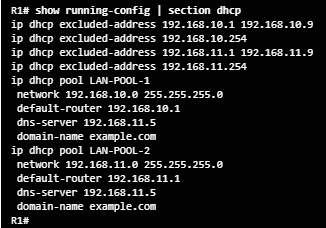 R1# show running-config | section dhcp
ip dhcp excluded-address 192.168.10.1 192.168.10.9
ip dhcp excluded-address 192.168.10.254
ip dhcp excluded-address 192.168.11.1 192.168.11.9
ip dhcp excluded-address 192.168.11.254
ip dhcp pool LAN-POOL-1
 network 192.168.10.0 255.255.255.0
 default-router 192.168.10.1
 dns-server 192.168.11.5
 domain-name example.com
ip dhcp pool LAN-POOL-2
 network 192.168.11.0 255.255.255.0
 default-router 192.168.11.1
 dns-server 192.168.11.5
 domain-name example.com
R1#